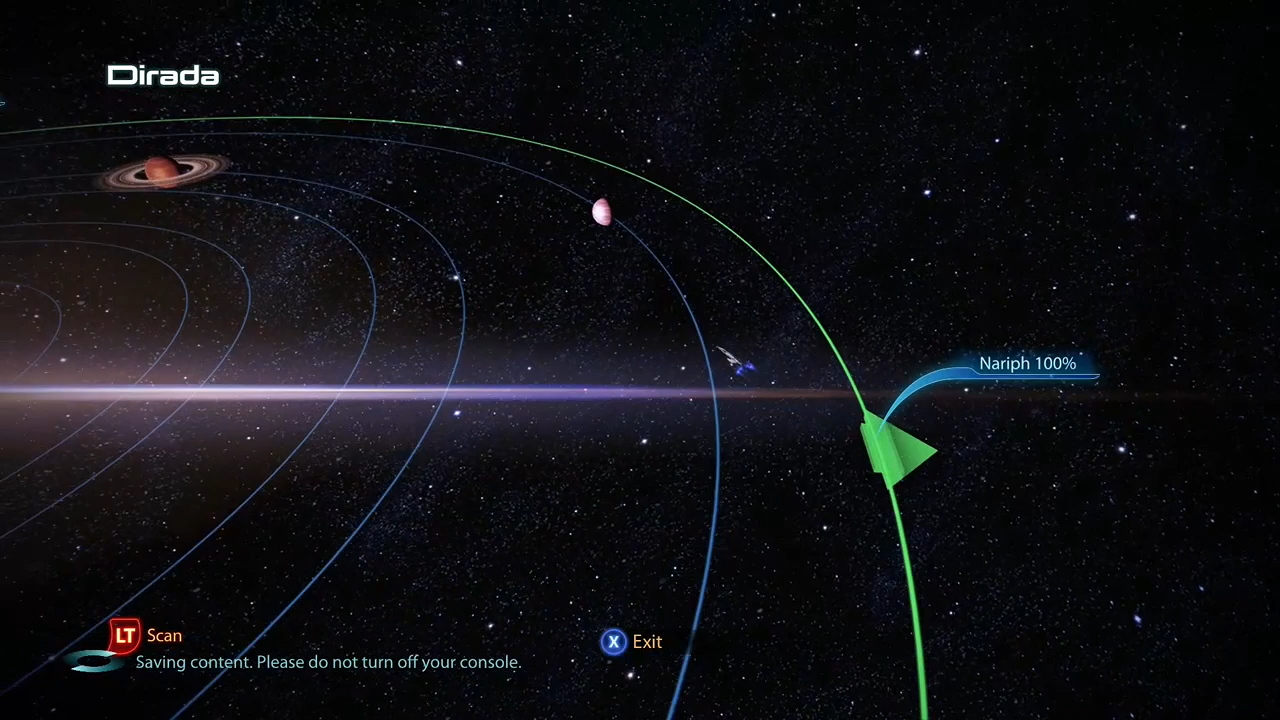 Dirada
Nariph 100%
LT Scan
X Exit
Saving content. Please do not turn off your console.